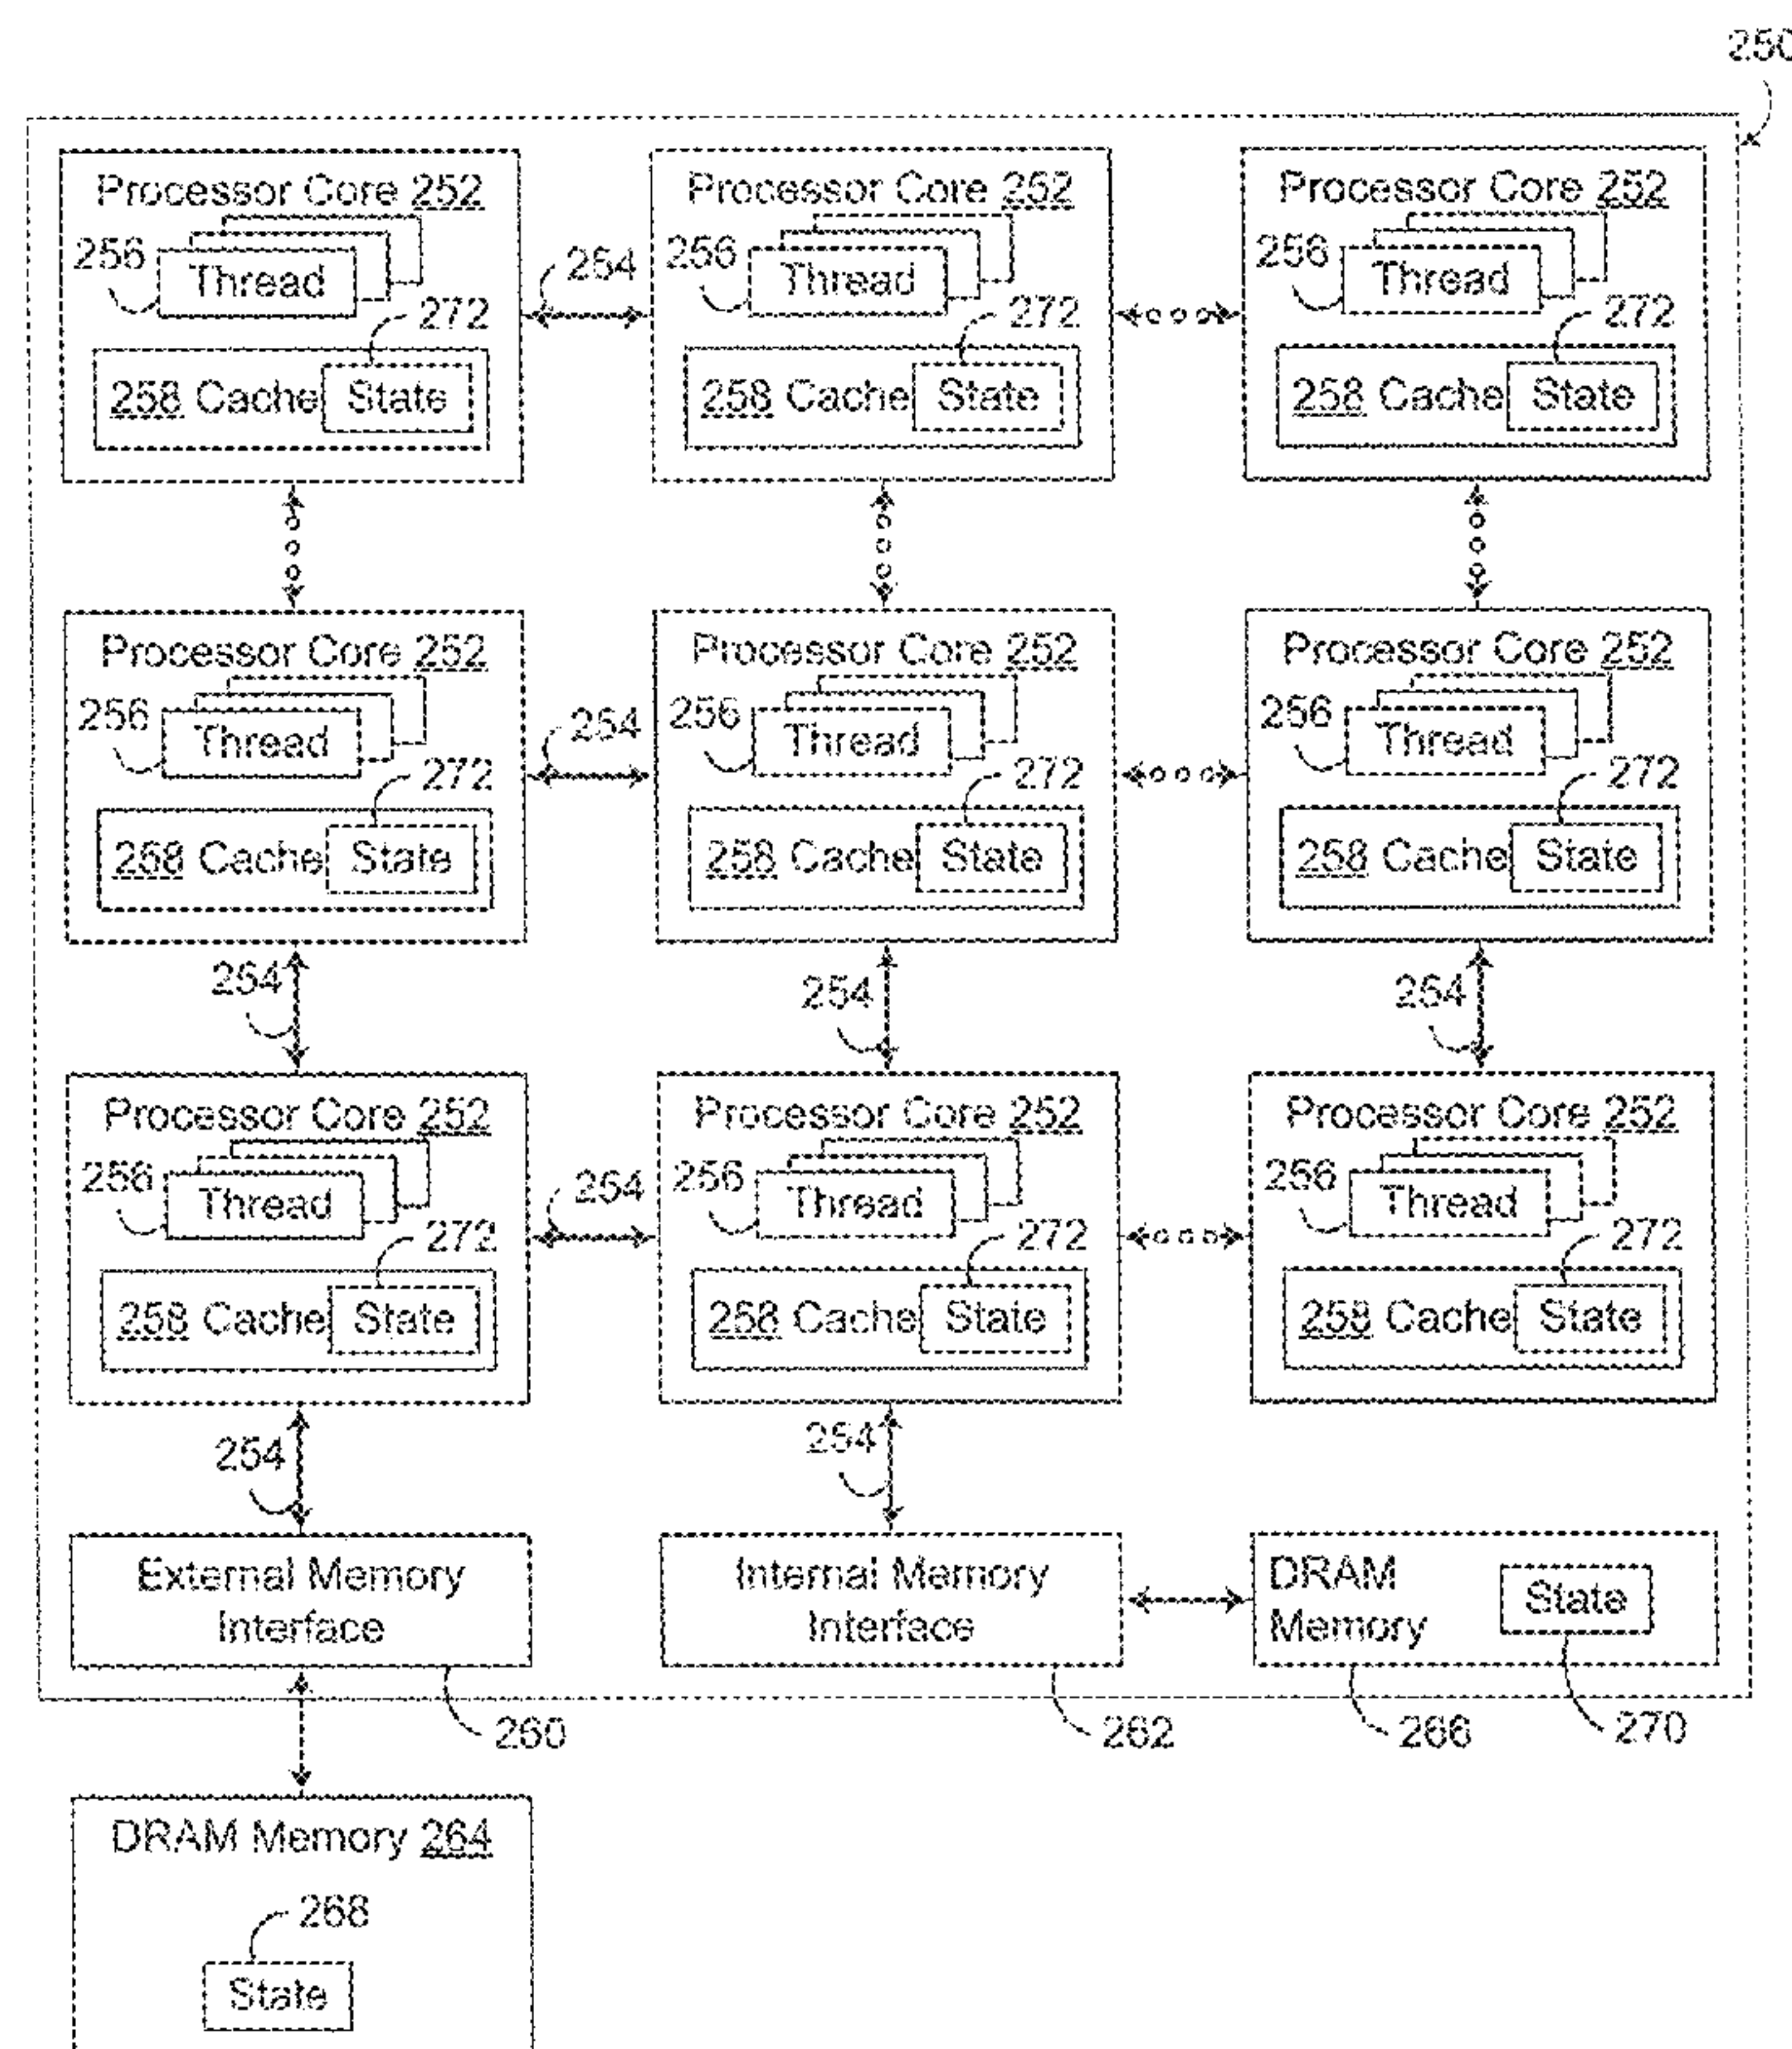 250
Processor Core 252
Processor Core 252
Processor Core 252
256
Thread
254
256
Thread
256
Thread
272
272
272
258 Cache
State
258 Cache
State
258 Cache
State
Processor Core 252
Processor Core 252
Processor Core 252
256
Thread
254
256
Thread
256
Thread
272
272
272
258 Cache
State
258 Cache
State
258 Cache
State
254
254
254
Processor Core 252
Processor Core 252
Processor Core 252
256
Thread
254
256
Thread
256
Thread
272
272
272
258 Cache
State
258 Cache
State
258 Cache
State
254
254
External Memory
Interface
Internal Memory
Interface
DRAM
Memory
State
260
262
266
270
DRAM Memory 264
268
State